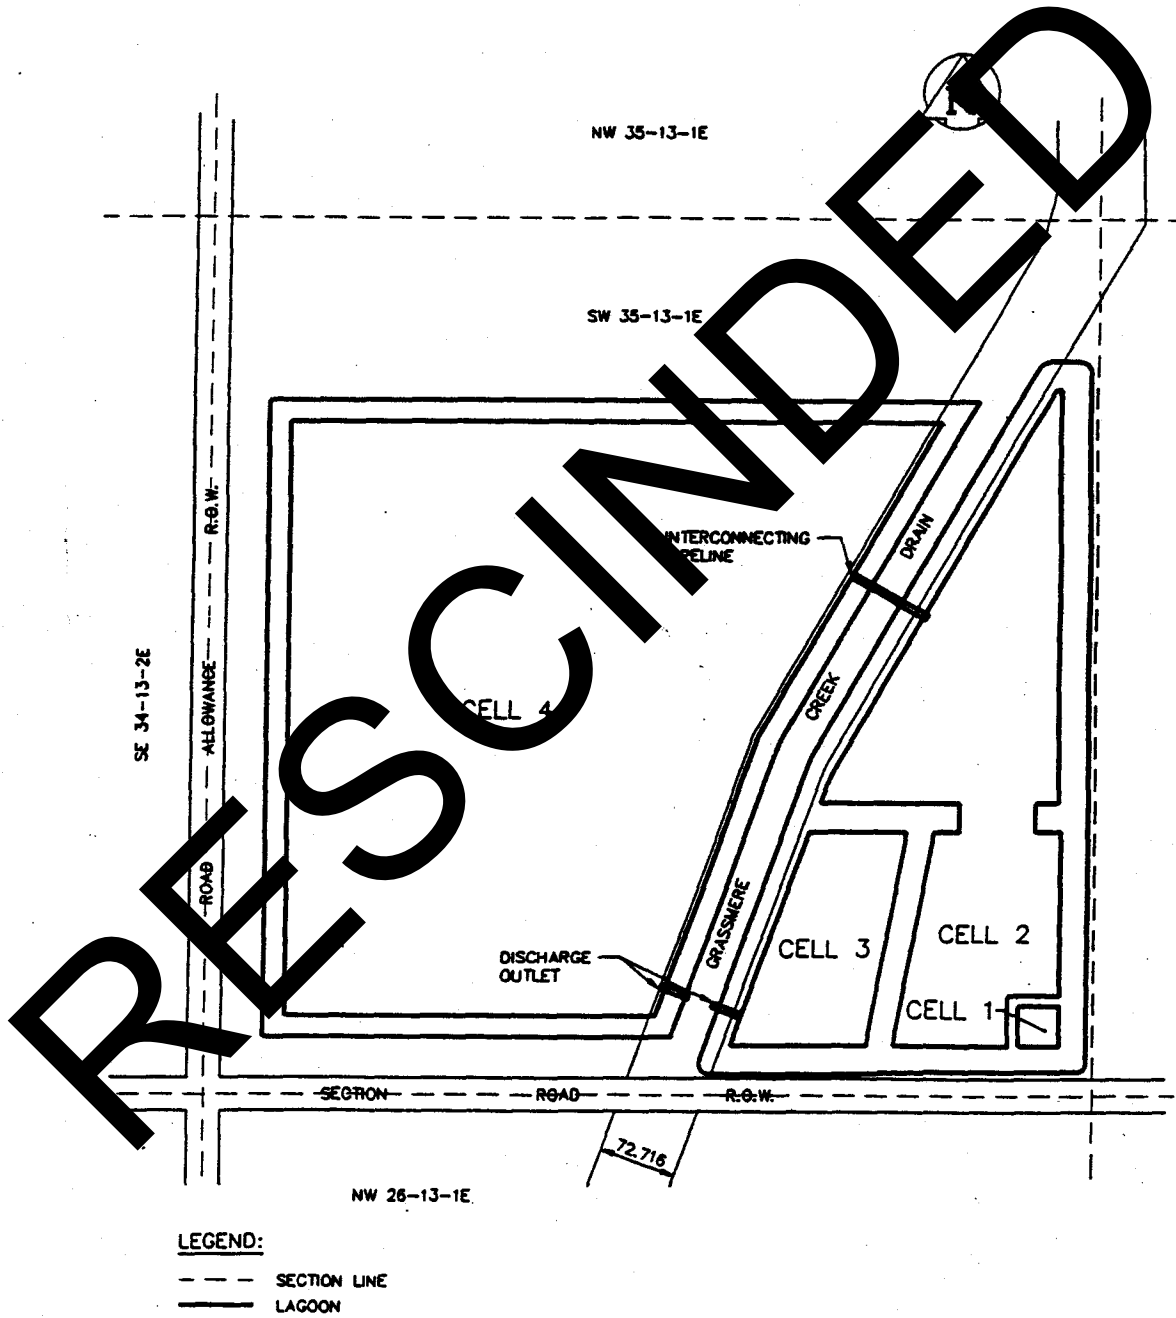 N
NW 35-13-1E
SW 35-13-1E
RESCINDED
INTERCONNECTING
PIPELINE
DRAIN
CREEK
GRASSMERE
R.O.W.
ALLOWANCE
ROAD
SE 34-13-2E
CELL 4
CELL 3
CELL 2
CELL 1
DISCHARGE
OUTLET
SECTION ROAD R.O.W.
72.716
NW 26-13-1E
LEGEND:
SECTION LINE
LAGOON